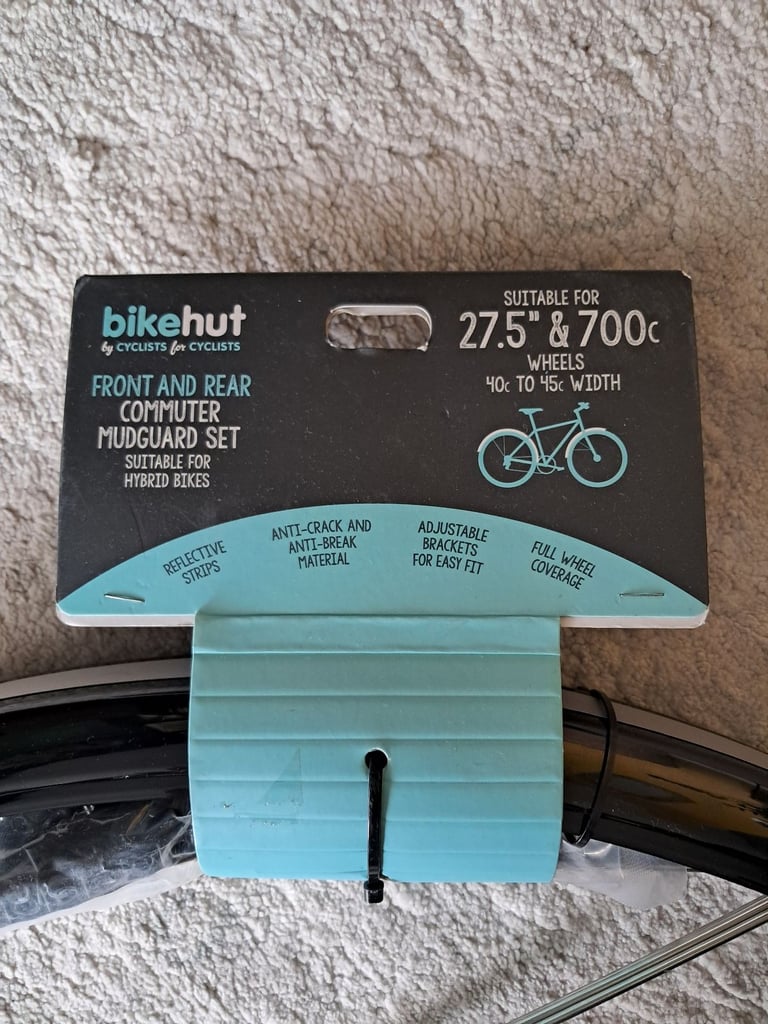 bikehut
by CYCLISTS for CYCLISTS
FRONT AND REAR
COMMUTER
MUDGUARD SET
SUITABLE FOR
HYBRID BIKES
SUITABLE FOR
27.5" & 700c
WHEELS
40c TO 45c WIDTH
REFLECTIVE
STRIPS
ANTI-CRACK AND
ANTI-BREAK
MATERIAL
ADJUSTABLE
BRACKETS
FOR EASY FIT
FULL WHEEL
COVERAGE